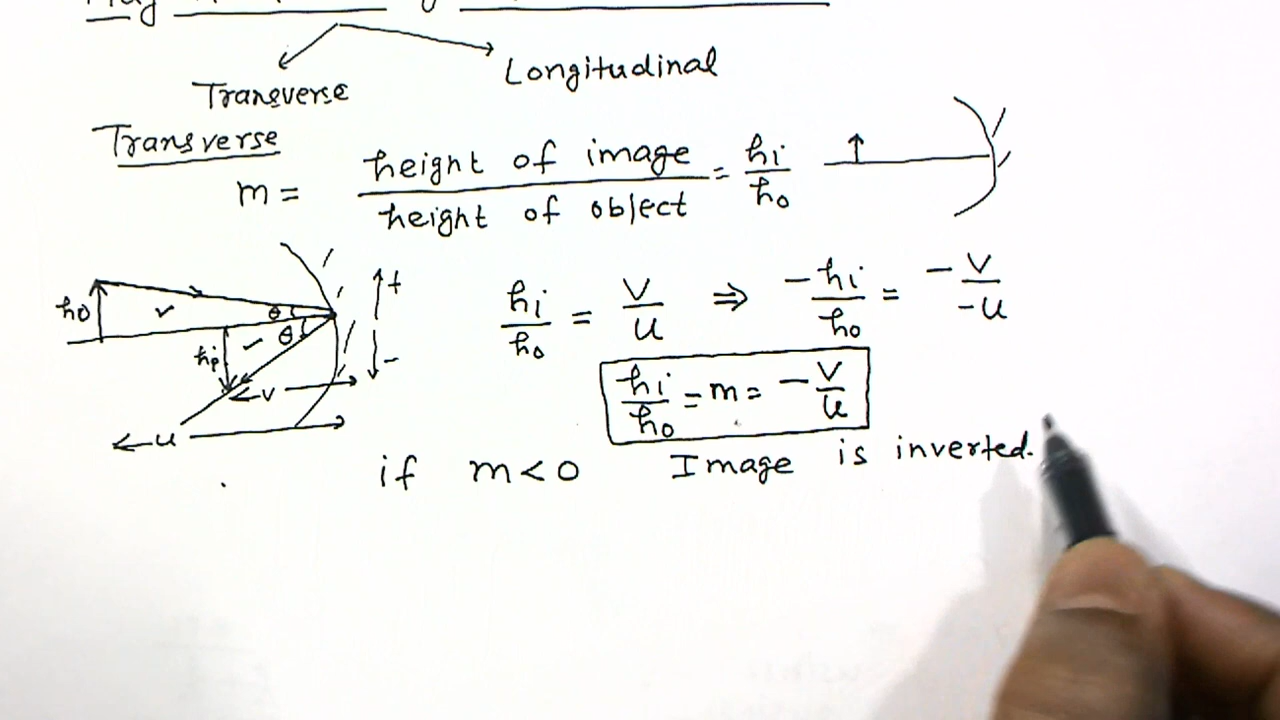 Transverse
Longitudinal
Transverse
m = height of image / height of object = hi / ho
ho
θ
θ
hi
v
u
+
-
hi / ho = v / u ⇒ -hi / ho = -v / -u
hi / ho = m = -v / u
if m < 0 Image is inverted.